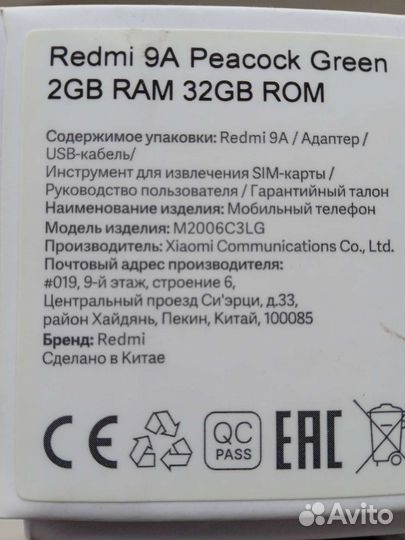 Redmi 9A Peacock Green
2GB RAM 32GB ROM
Содержимое упаковки: Redmi 9A / Адаптер /
USB-кабель/
Инструмент для извлечения SIM-карты /
Руководство пользователя / Гарантийный талон
Наименование изделия: Мобильный телефон
Модель изделия: M2006C3LG
Производитель: Xiaomi Communications Co., Ltd.
Почтовый адрес производителя:
#019, 9-й этаж, строение 6,
Центральный проезд Си'эрци, д.33,
район Хайдянь, Пекин, Китай, 100085
Бренд: Redmi
Сделано в Китае
CE
QC
PASS
EAC
Avito